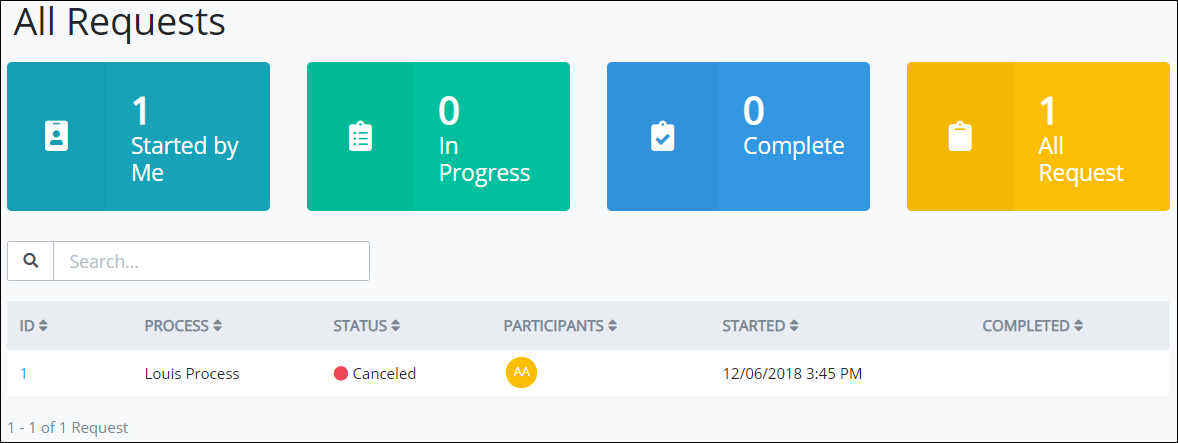 All Requests
1
Started by
Me
0
In
Progress
0
Complete
1
All
Request
Search...
ID PROCESS STATUS PARTICIPANTS STARTED COMPLETED
1 Louis Process Canceled AA 12/06/2018 3:45 PM
1 - 1 of 1 Request